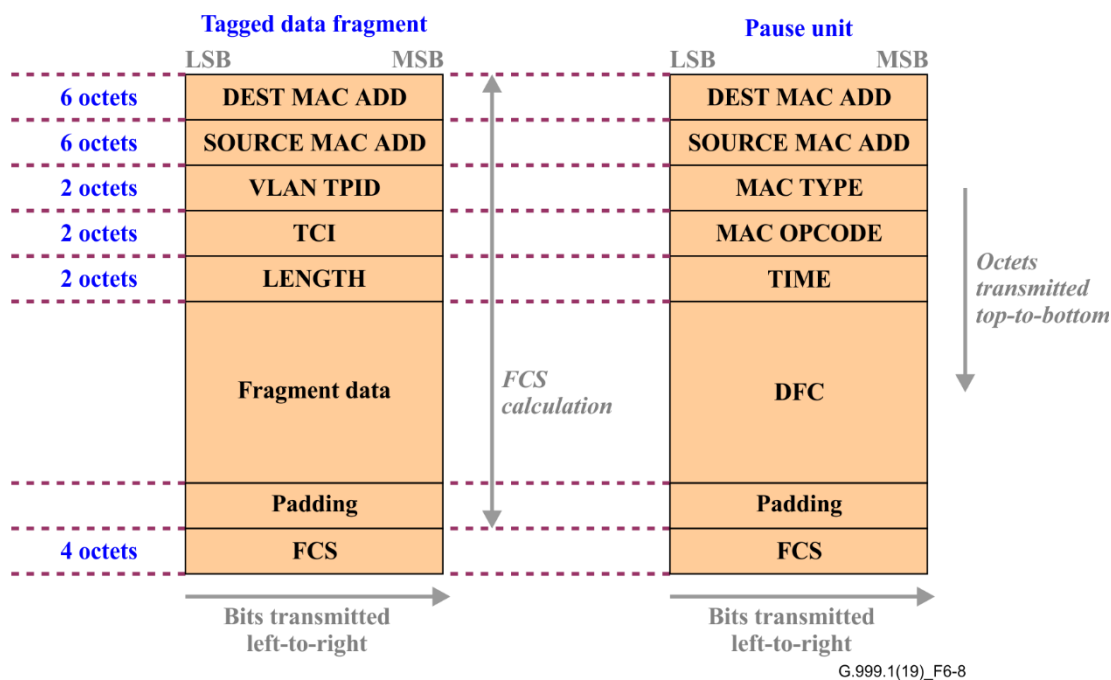 Tagged data fragment
Pause unit
LSB MSB
LSB MSB
6 octets DEST MAC ADD DEST MAC ADD
6 octets SOURCE MAC ADD SOURCE MAC ADD
2 octets VLAN TPID MAC TYPE
2 octets TCI MAC OPCODE
2 octets LENGTH TIME
Octets
transmitted
top-to-bottom
Fragment data
FCS
calculation
DFC
Padding Padding
4 octets FCS FCS
Bits transmitted
left-to-right
Bits transmitted
left-to-right
G.999.1(19)_F6-8